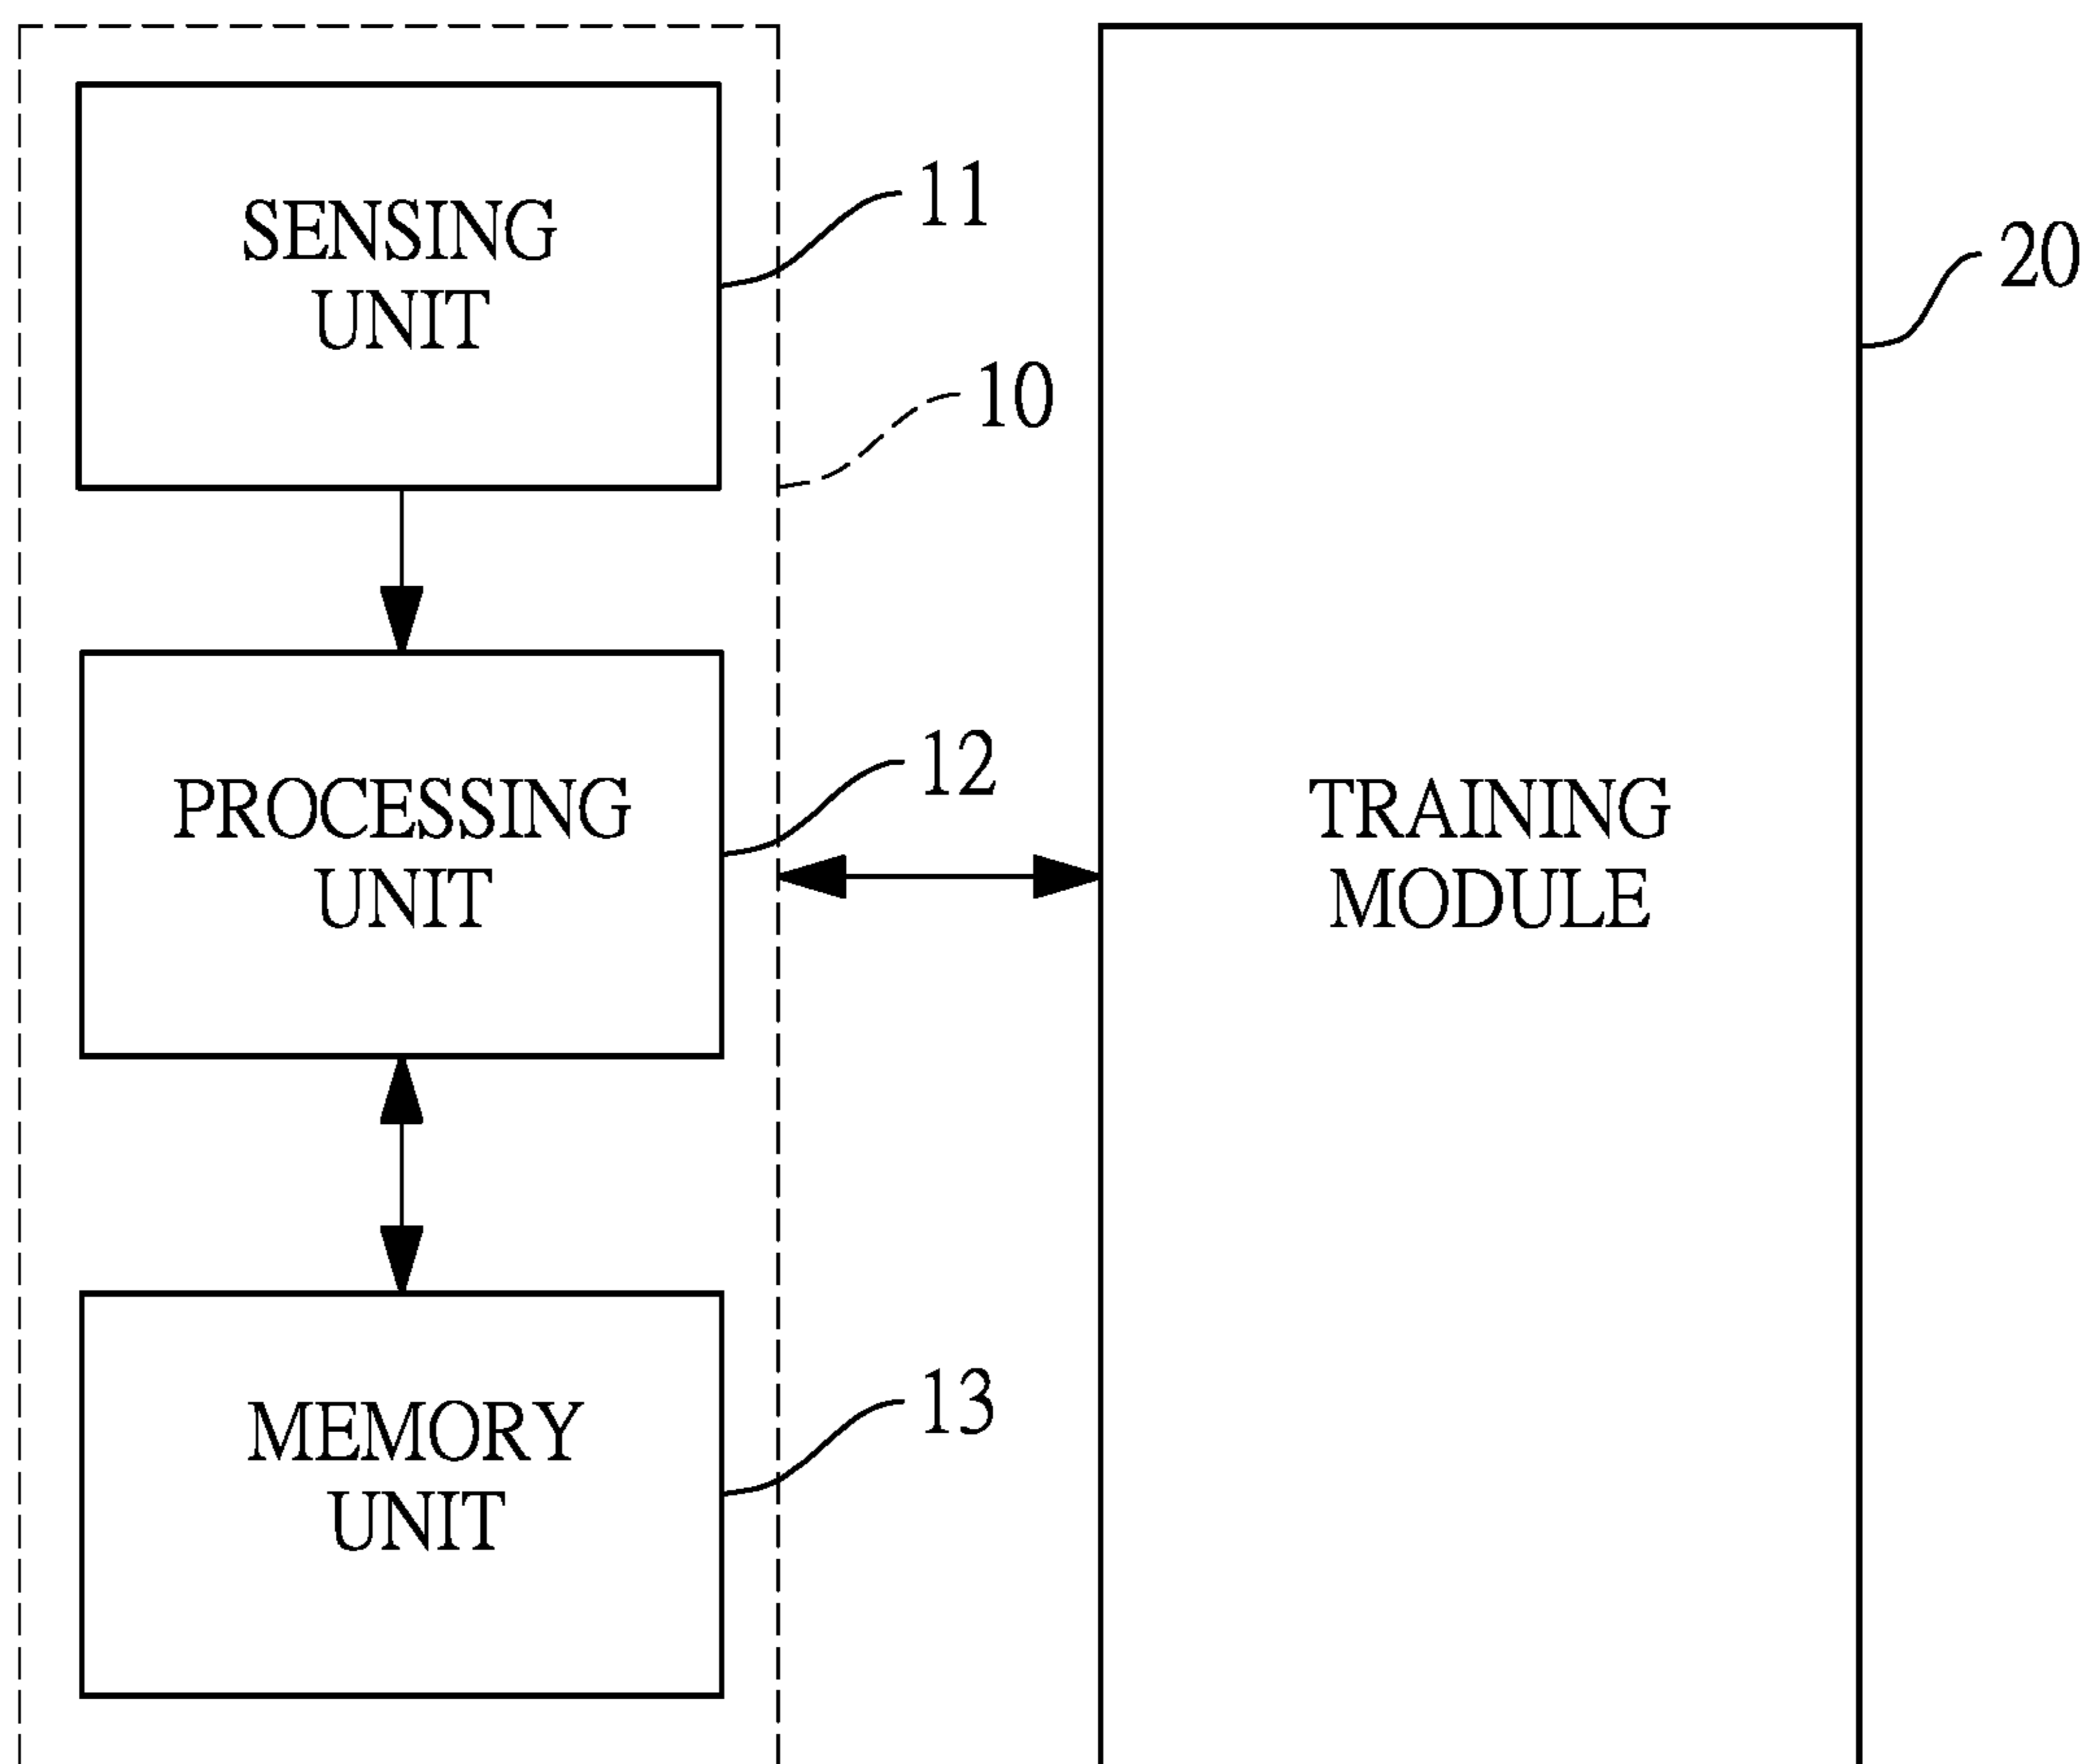 SENSING
UNIT
11
20
10
PROCESSING
UNIT
12
TRAINING
MODULE
MEMORY
UNIT
13